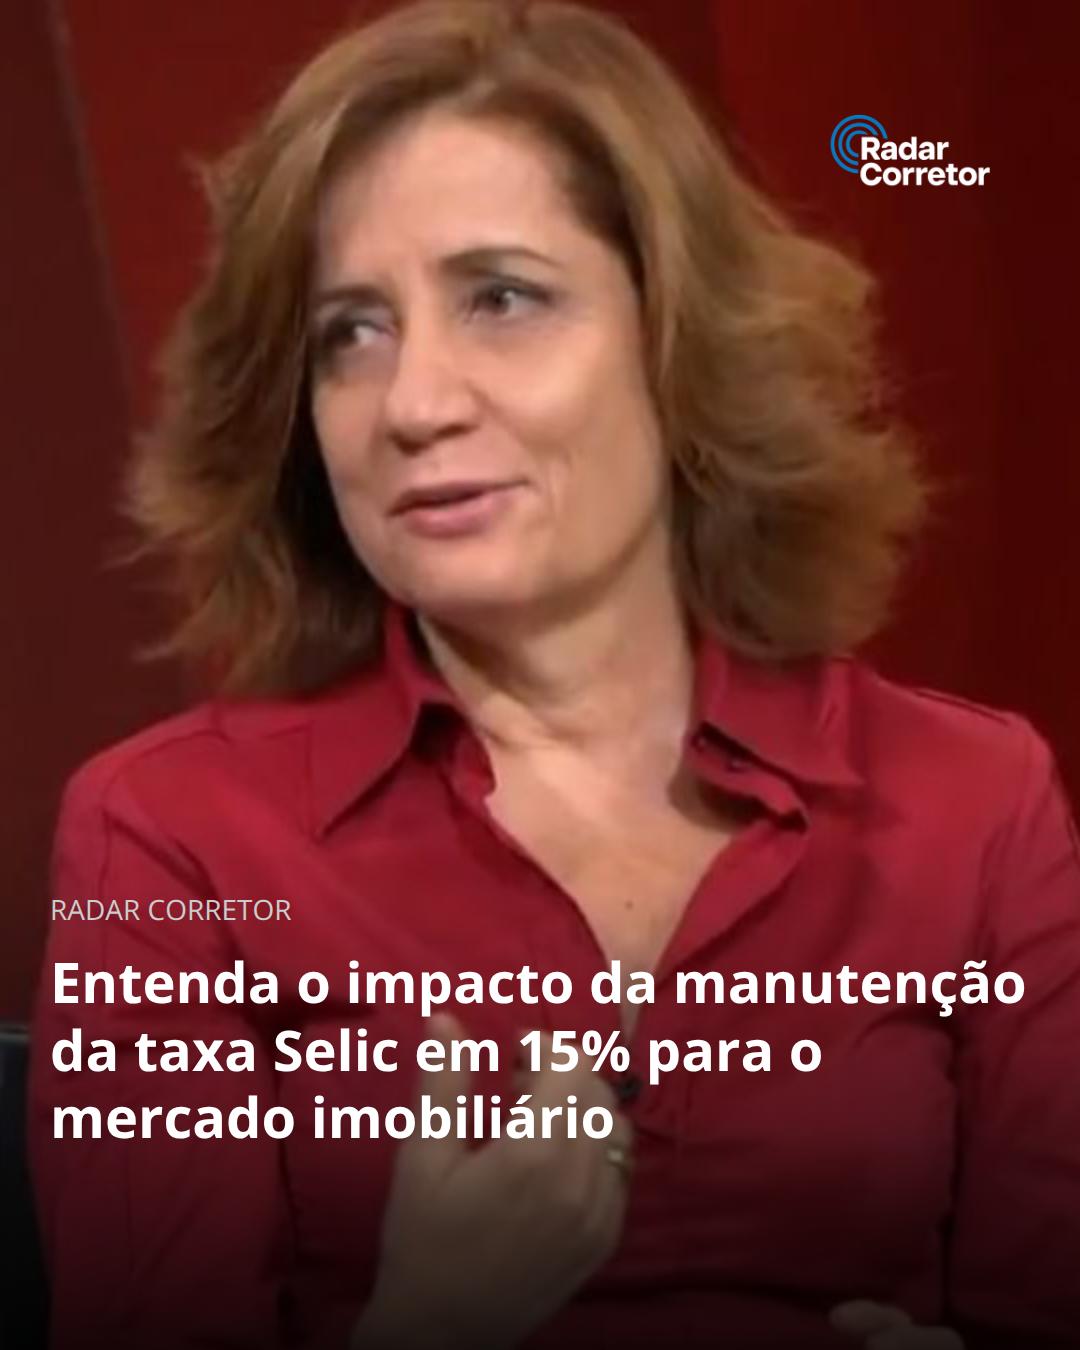 Radar
Corretor
RADAR CORRETOR
Entenda o impacto da manutenção
da taxa Selic em 15% para o
mercado imobiliário